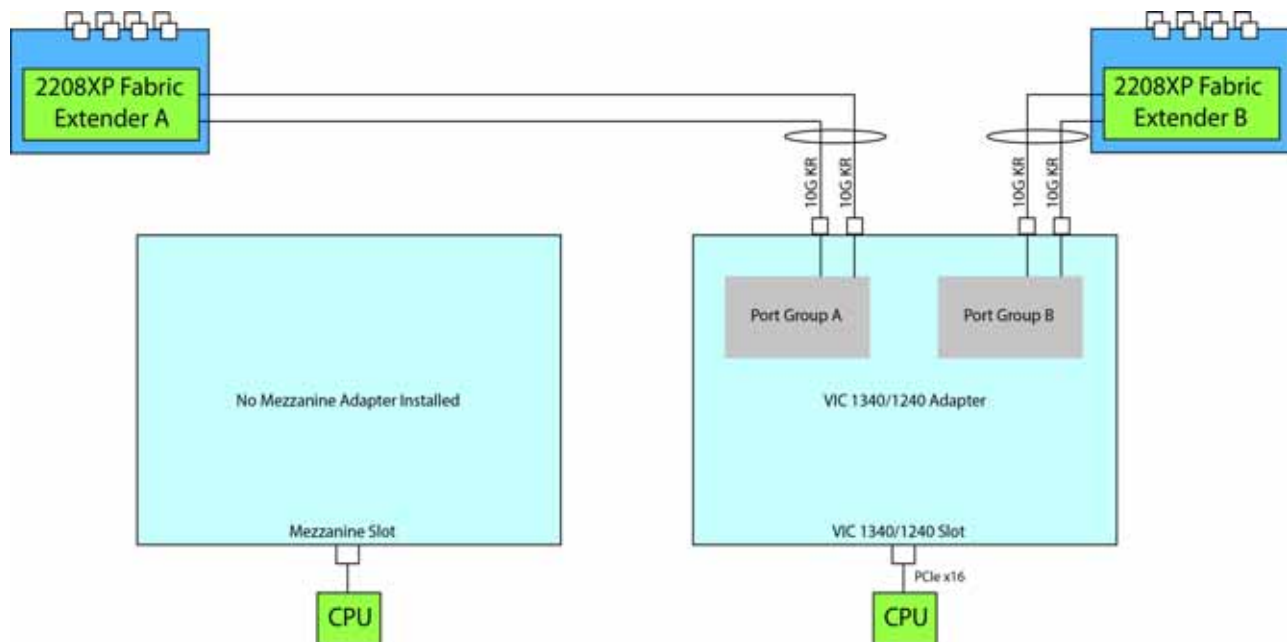 2208XP Fabric
Extender A
2208XP Fabric
Extender B
10G KR
10G KR
10G KR
10G KR
Port Group A
Port Group B
No Mezzanine Adapter Installed
VIC 1340/1240 Adapter
Mezzanine Slot
VIC 1340/1240 Slot
PCIe x16
CPU
CPU